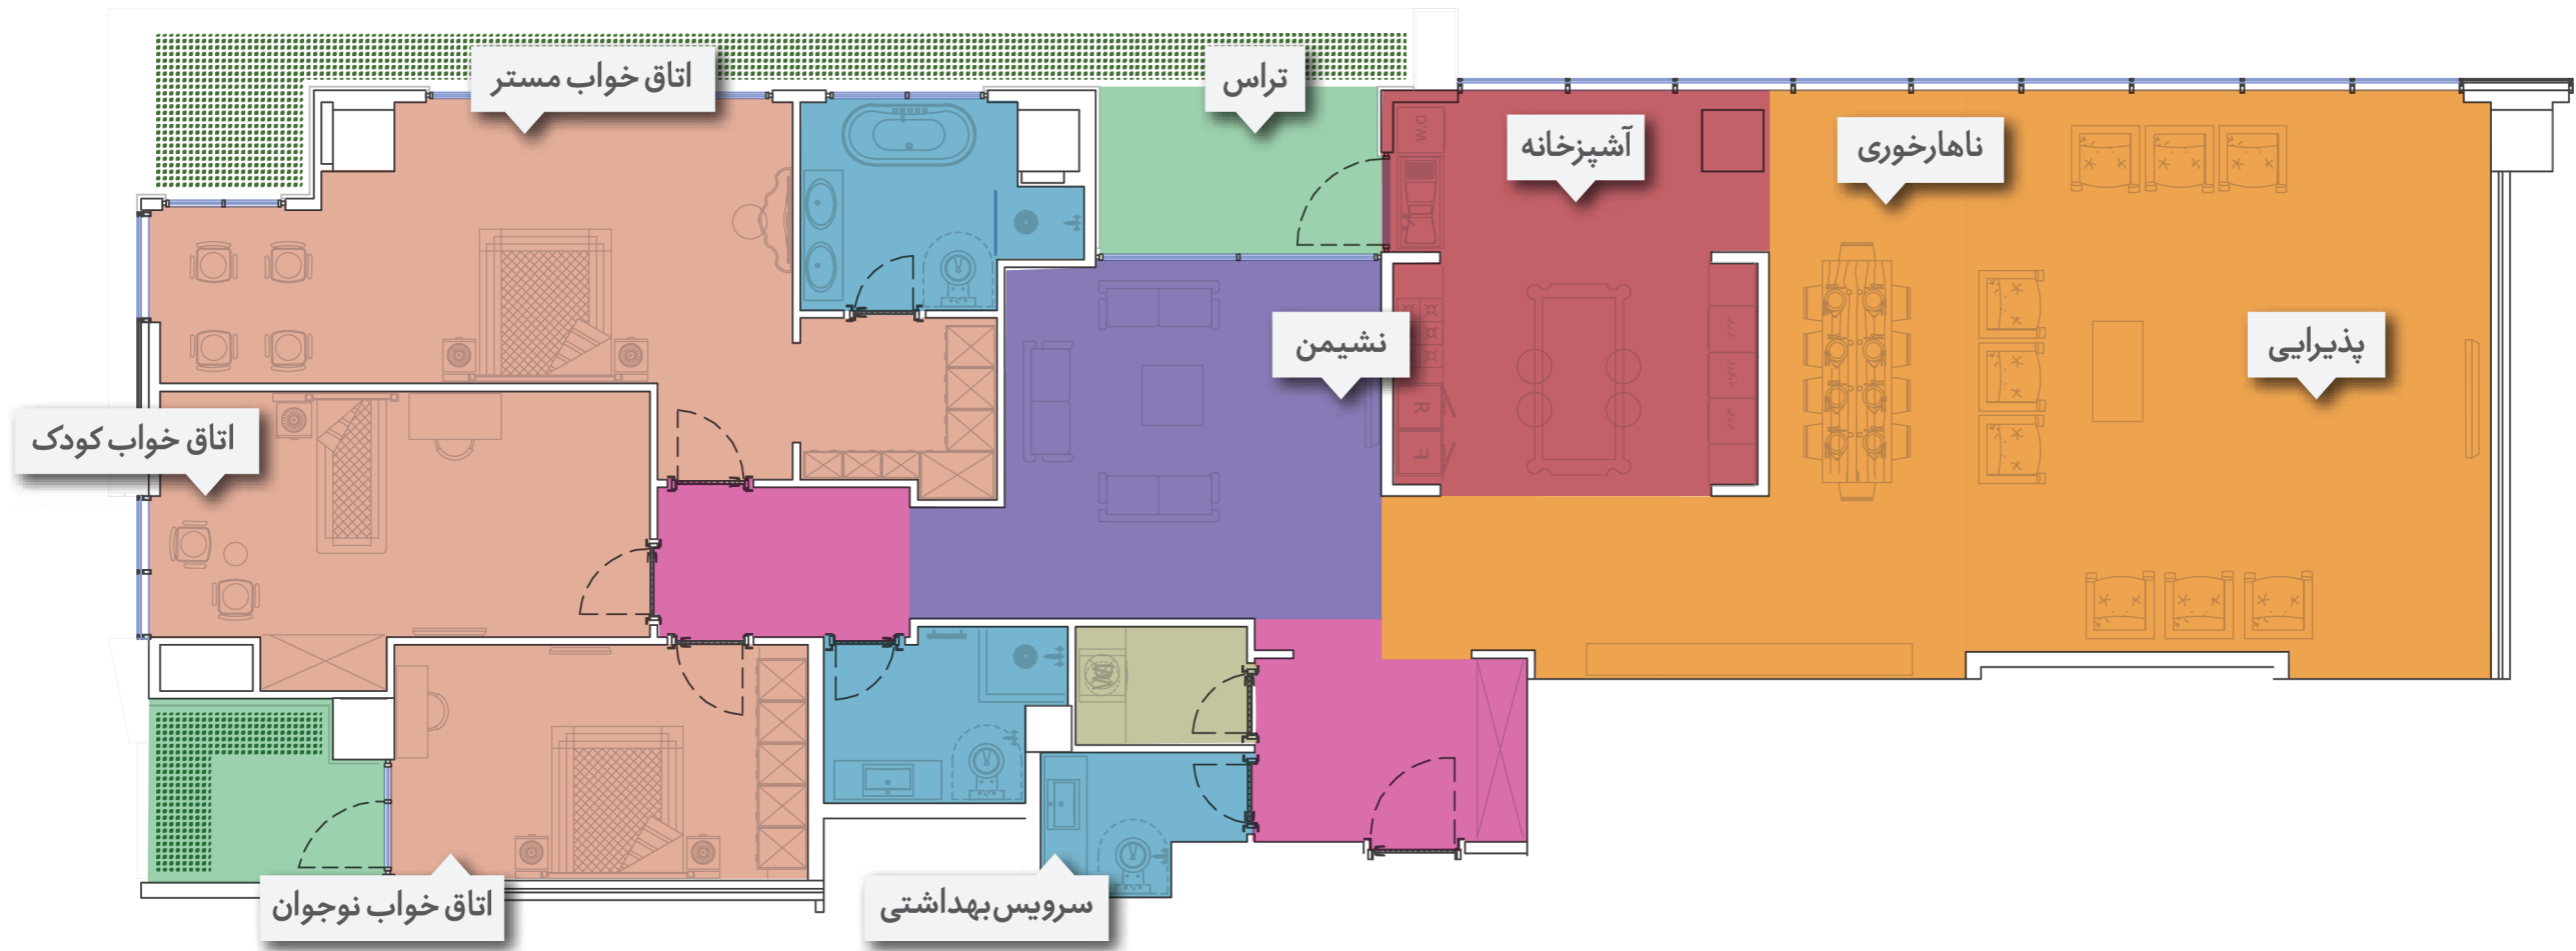 تراس
اتاق خواب مستر
آشپزخانه
ناهارخوری
D.W
پذیرایی
نشیمن
R
F
اتاق خواب کودک
سرویس بهداشتی
اتاق خواب نوجوان